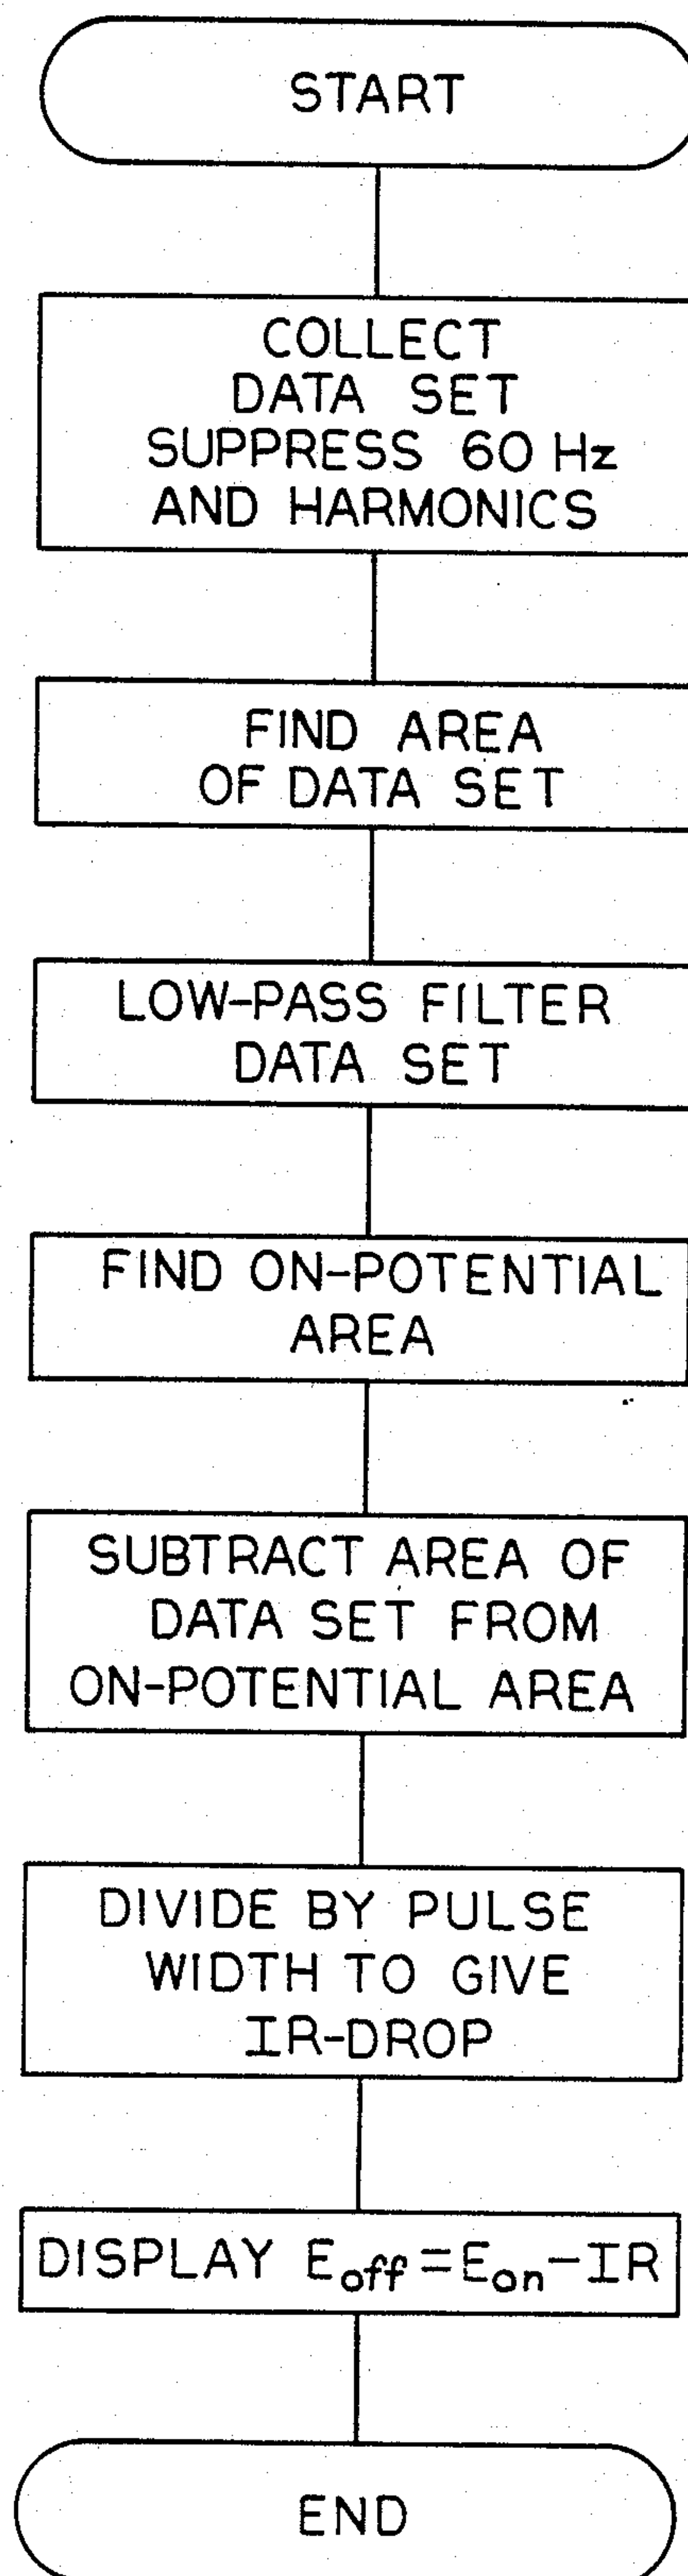 START
COLLECT
DATA SET
SUPPRESS 60 Hz
AND HARMONICS
FIND AREA
OF DATA SET
LOW-PASS FILTER
DATA SET
FIND ON-POTENTIAL
AREA
SUBTRACT AREA OF
DATA SET FROM
ON-POTENTIAL AREA
DIVIDE BY PULSE
WIDTH TO GIVE
IR-DROP
DISPLAY Eoff=Eon-IR
END